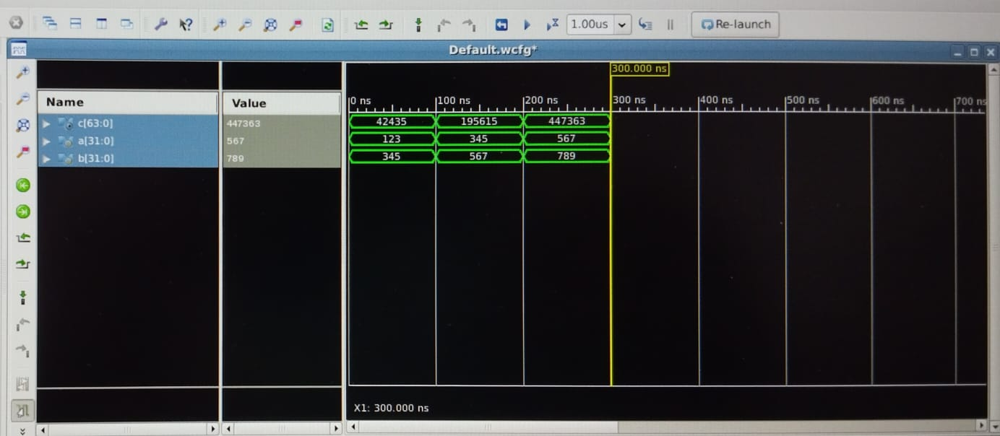 1.00us
Re-launch
Default.wcfg*
300.000 ns
Name
Value
0 ns
100 ns
200 ns
300 ns
400 ns
500 ns
600 ns
700 ns
c[63:0]
447363
42435
195615
447363
a[31:0]
567
123
345
567
b[31:0]
789
345
567
789
X1: 300.000 ns